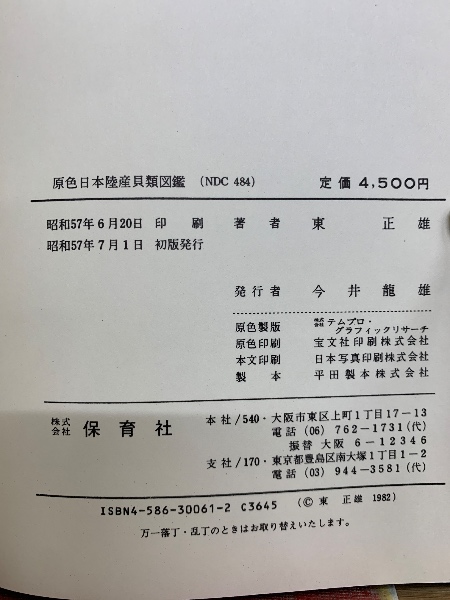 原色日本陸産貝類図鑑 (NDC 484) 定価 4,500円
昭和57年6月20日 印刷 著者 東 正雄
昭和57年7月1日 初版発行
発行者 今井龍雄
原色製版 株式会社 テムプロ・グラフィックリサーチ
原色印刷 宝文社印刷株式会社
本文印刷 日本写真印刷株式会社
製本 平田製本株式会社
株式会社 保育社 本社/540・大阪市東区上町1丁目17-13
電話 (06) 762-1731(代)
振替 大阪 6-12346
支社/170・東京都豊島区南大塚1丁目1-2
電話 (03) 944-3581(代)
ISBN4-586-30061-2 C3645 (© 東 正雄 1982)
万一落丁・乱丁のときはお取り替えいたします。